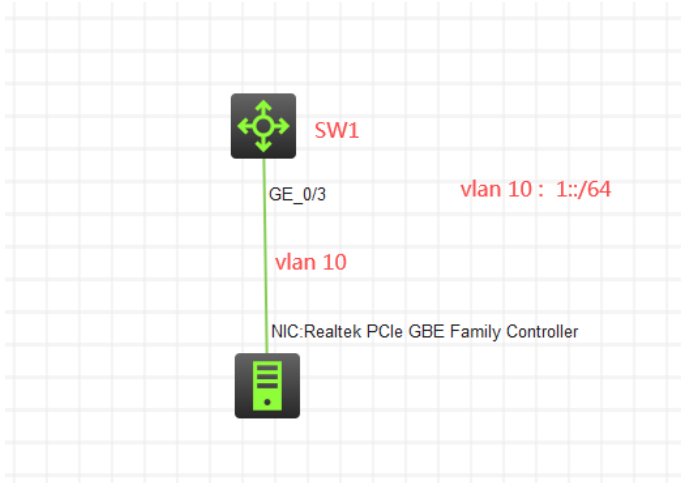 SW1
GE_0/3
vlan 10 : 1::/64
vlan 10
NIC:Realtek PCIe GBE Family Controller